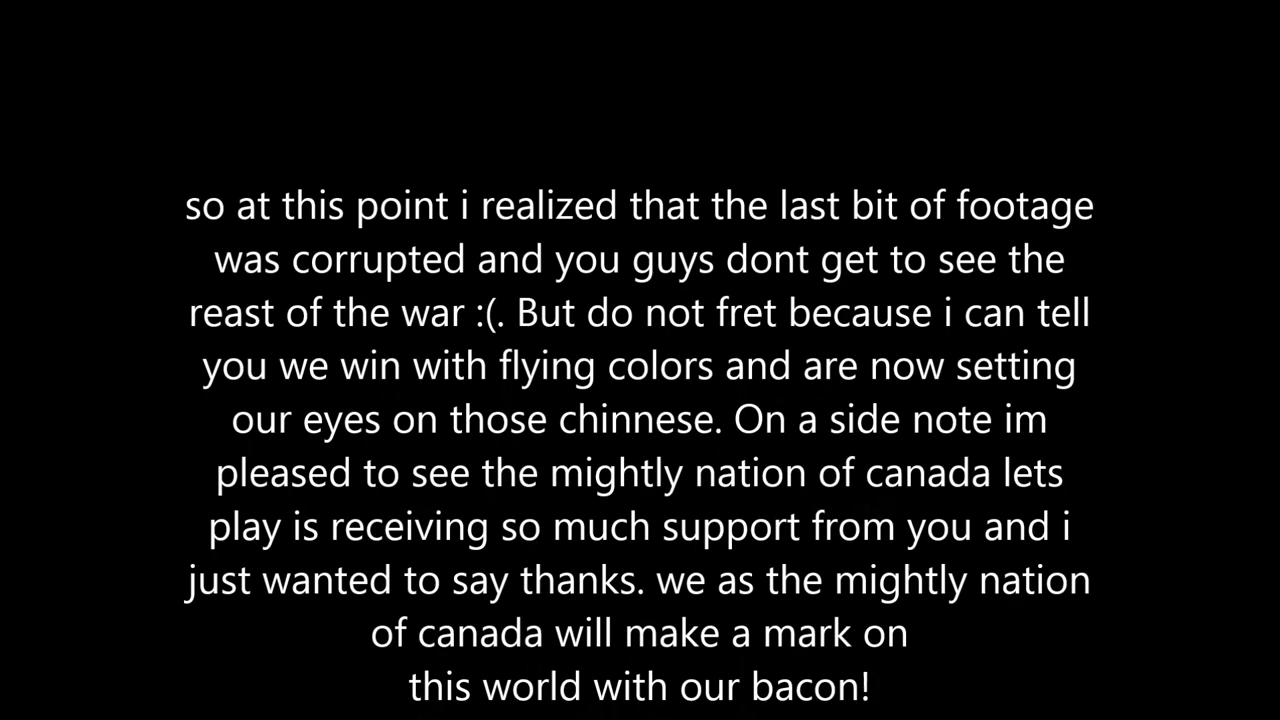 so at this point i realized that the last bit of footage
was corrupted and you guys dont get to see the
reast of the war :(. But do not fret because i can tell
you we win with flying colors and are now setting
our eyes on those chinnese. On a side note im
pleased to see the mightly nation of canada lets
play is receiving so much support from you and i
just wanted to say thanks. we as the mightly nation
of canada will make a mark on
this world with our bacon!